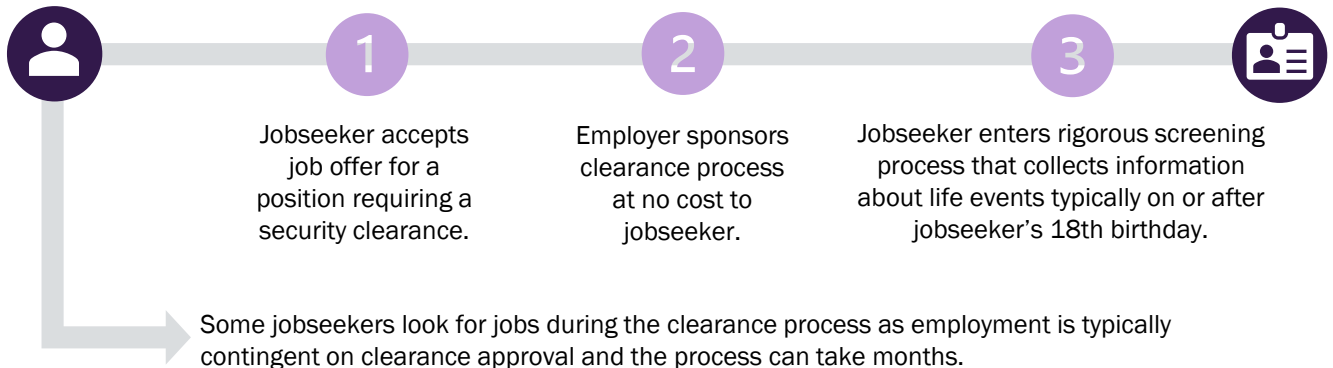 1
Jobseeker accepts
job offer for a
position requiring a
security clearance.
2
Employer sponsors
clearance process
at no cost to
jobseeker.
3
Jobseeker enters rigorous screening
process that collects information
about life events typically on or after
jobseeker's 18th birthday.
Some jobseekers look for jobs during the clearance process as employment is typically
contingent on clearance approval and the process can take months.